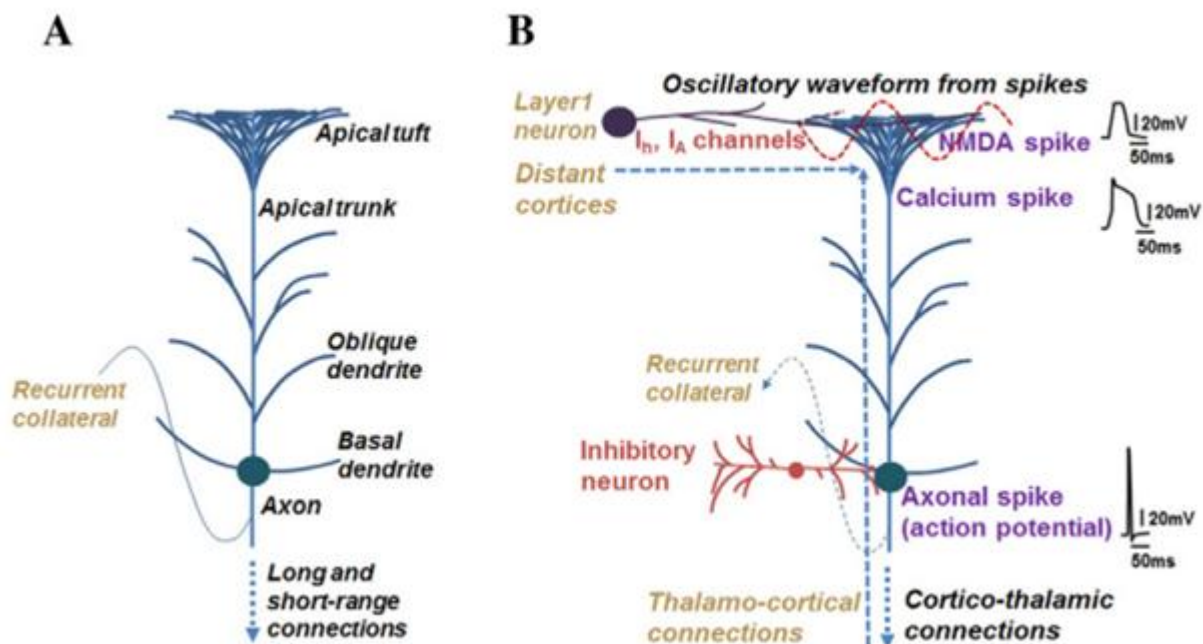 A
Apical tuft
Apical trunk
Oblique
dendrite
Recurrent
collateral
Basal
dendrite
Axon
Long and
short-range
connections
B
Oscillatory waveform from spikes
Layer1
neuron
Ih, IA channels
NMDA spike
20mV
50ms
Distant
cortices
Calcium spike
20mV
50ms
Recurrent
collateral
Inhibitory
neuron
Axonal spike
(action potential)
20mV
50ms
Thalamo-cortical
connections
Cortico-thalamic
connections